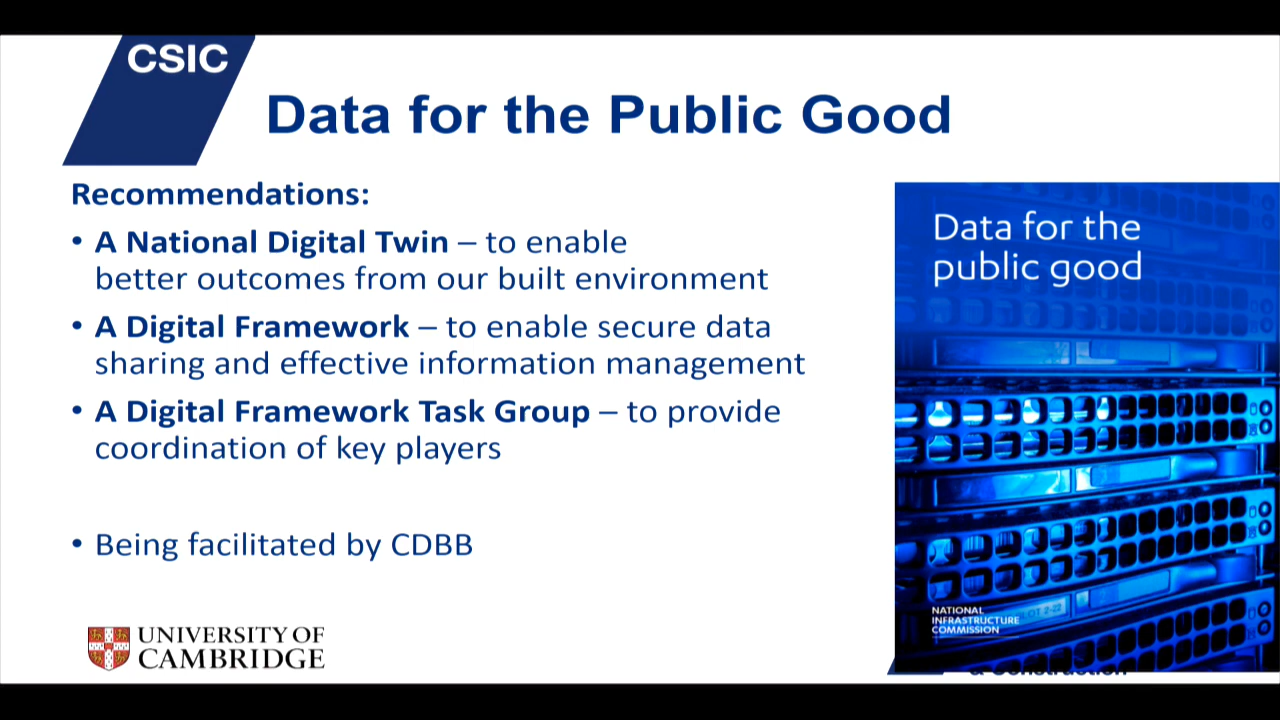 CSIC
Data for the Public Good
Recommendations:
• A National Digital Twin – to enable
better outcomes from our built environment
• A Digital Framework – to enable secure data
sharing and effective information management
• A Digital Framework Task Group – to provide
coordination of key players
• Being facilitated by CDBB
Data for the
public good
NATIONAL
INFRASTRUCTURE
COMMISSION
UNIVERSITY OF
CAMBRIDGE
& Construction